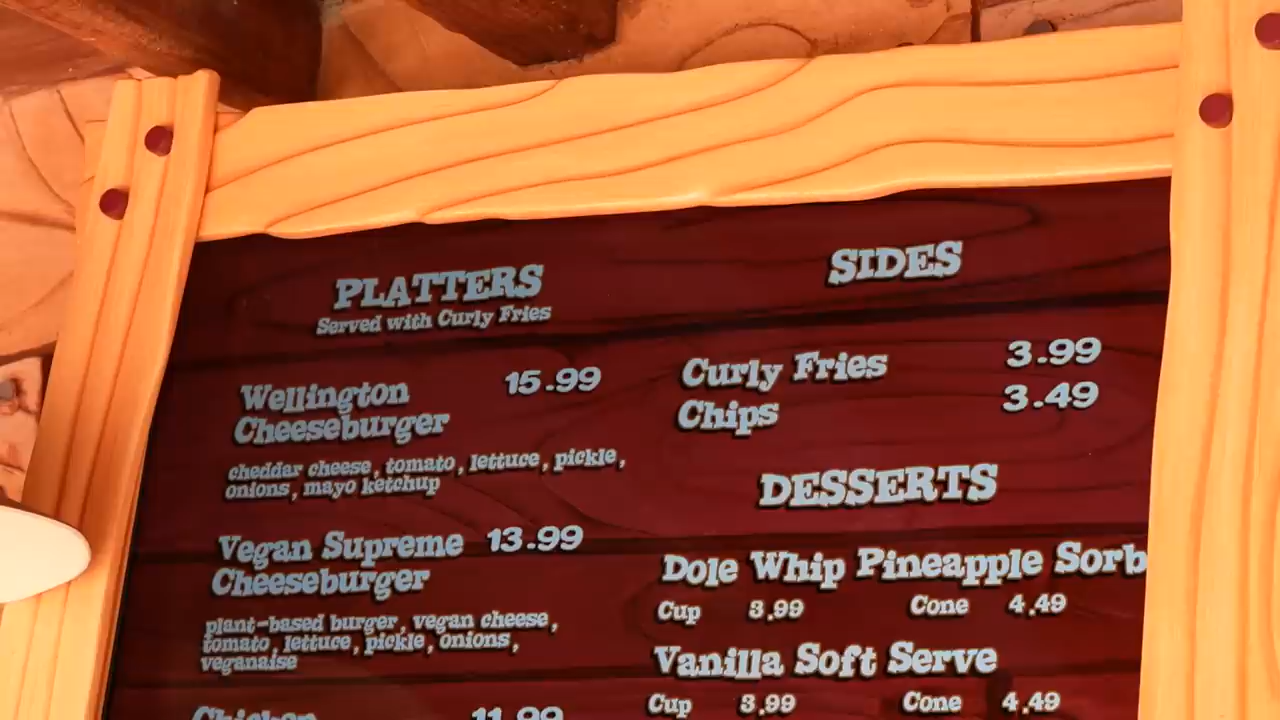 PLATTERS
Served with Curly Fries
Wellington 15.99
Cheeseburger
cheddar cheese, tomato, lettuce, pickle,
onions, mayo ketchup
Vegan Supreme 13.99
Cheeseburger
plant-based burger, vegan cheese,
tomato, lettuce, pickle, onions,
veganaise
Chicken 11.99
SIDES
Curly Fries 3.99
Chips 3.49
DESSERTS
Dole Whip Pineapple Sorb
Cup 3.99 Cone 4.49
Vanilla Soft Serve
Cup 3.99 Cone 4.49